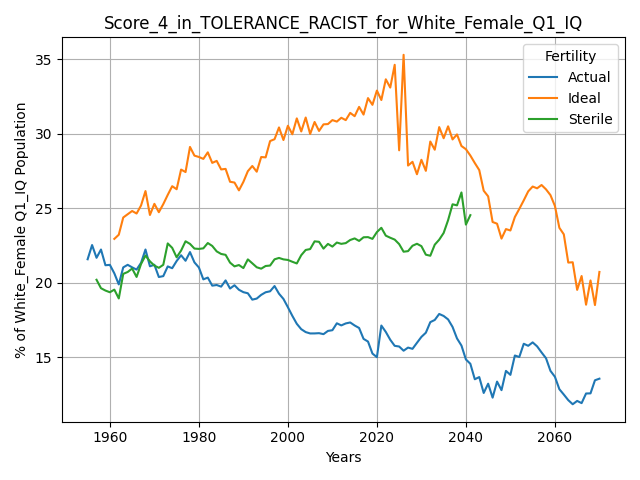 Score_4_in_TOLERANCE_RACIST_for_White_Female_Q1_IQ
Fertility
Actual
Ideal
Sterile
% of White_Female Q1_IQ Population
35
30
25
20
15
1960
1980
2000
2020
2040
2060
Years